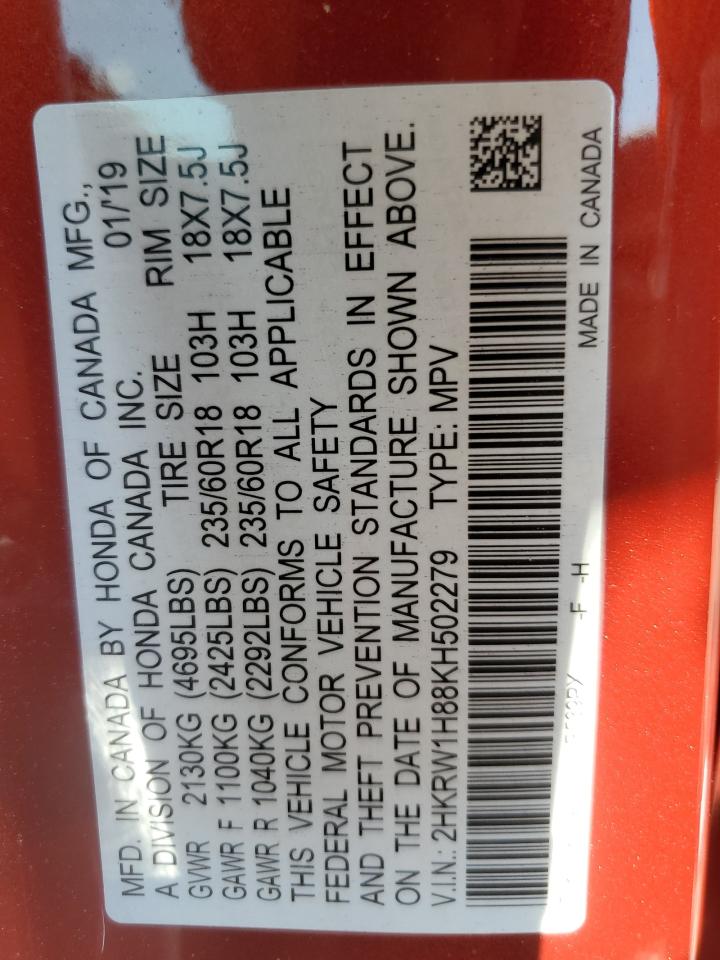 MFD. IN CANADA BY HONDA OF CANADA MFG.,
A DIVISION OF HONDA CANADA INC. 01/'19
GVWR 2130KG (4695LBS) TIRE SIZE RIM SIZE
GAWR F 1100KG (2425LBS) 235/60R18 103H 18X7.5J
GAWR R 1040KG (2292LBS) 235/60R18 103H 18X7.5J
THIS VEHICLE CONFORMS TO ALL APPLICABLE
FEDERAL MOTOR VEHICLE SAFETY
AND THEFT PREVENTION STANDARDS IN EFFECT
ON THE DATE OF MANUFACTURE SHOWN ABOVE.
V.I.N.: 2HKRW1H88KH502279 TYPE: MPV
-F -H
MADE IN CANADA